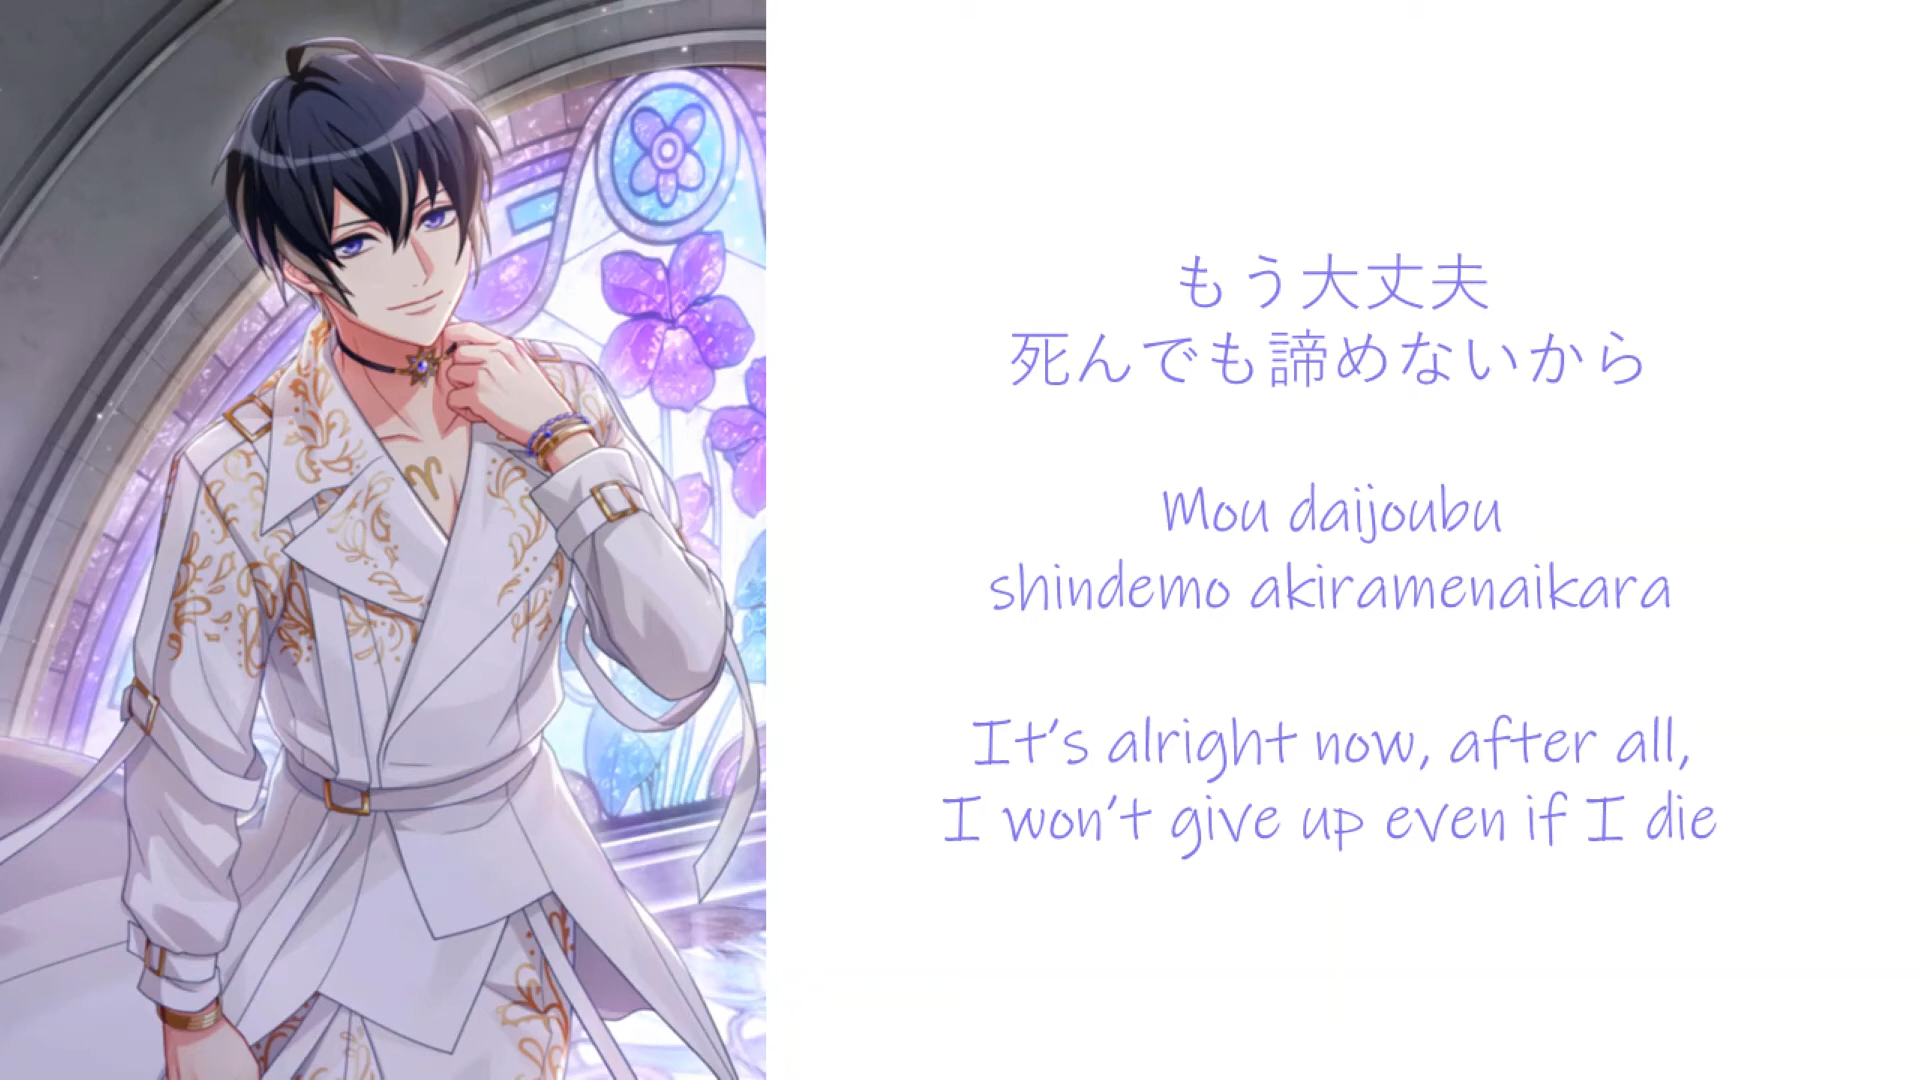 もう大丈夫
死んでも諦めないから
Mou daijoubu
shindemo akiramenaikara
It's alright now, after all,
I won't give up even if I die